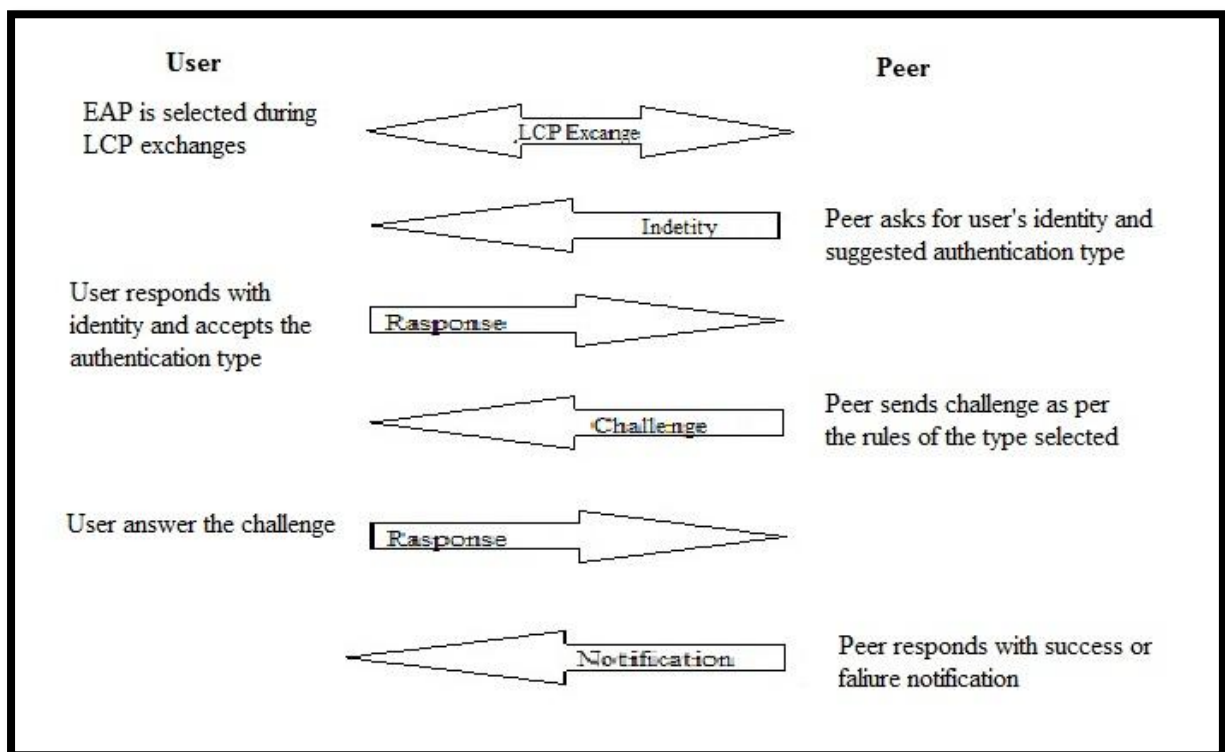 User
Peer
EAP is selected during
LCP exchanges
LCP Excange
Indetity
Peer asks for user's identity and
suggested authentication type
User responds with
identity and accepts the
authentication type
Rasponse
Challenge
Peer sends challenge as per
the rules of the type selected
User answer the challenge
Rasponse
Notification
Peer responds with success or
faliure notification